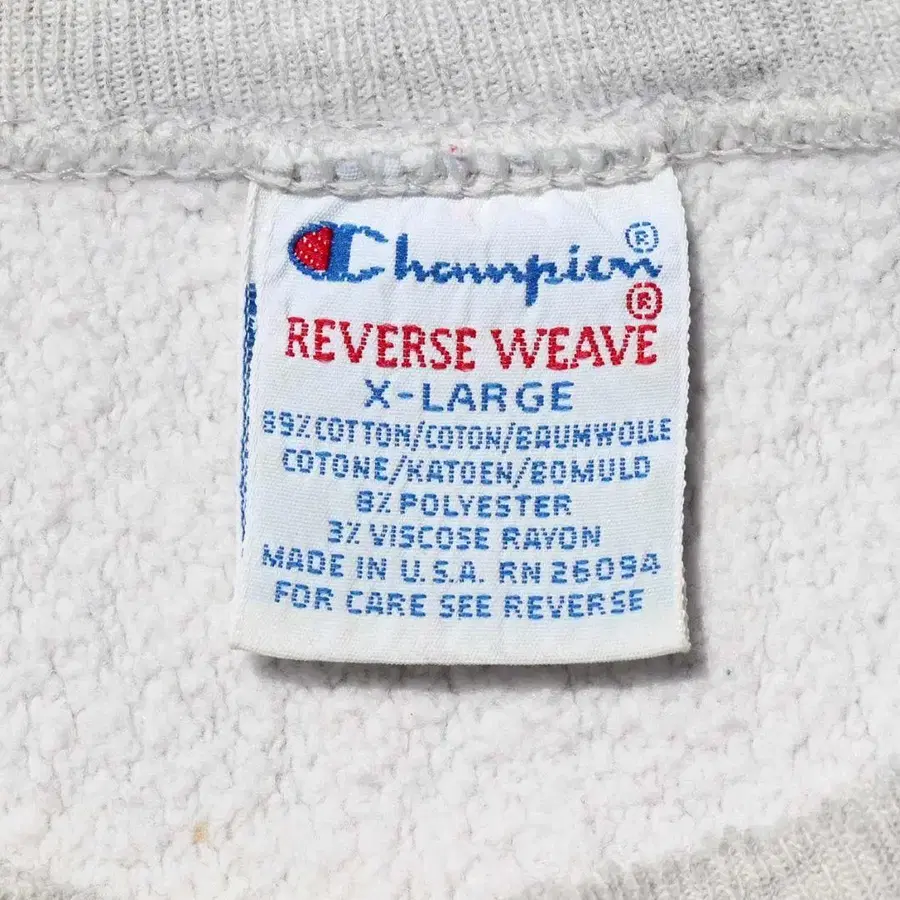 Champion®
REVERSE WEAVE®
X-LARGE
89% COTTON/COTON/BAUMWOLLE
COTONE/KATOEN/BOMULD
8% POLYESTER
3% VISCOSE RAYON
MADE IN U.S.A. RN 26094
FOR CARE SEE REVERSE